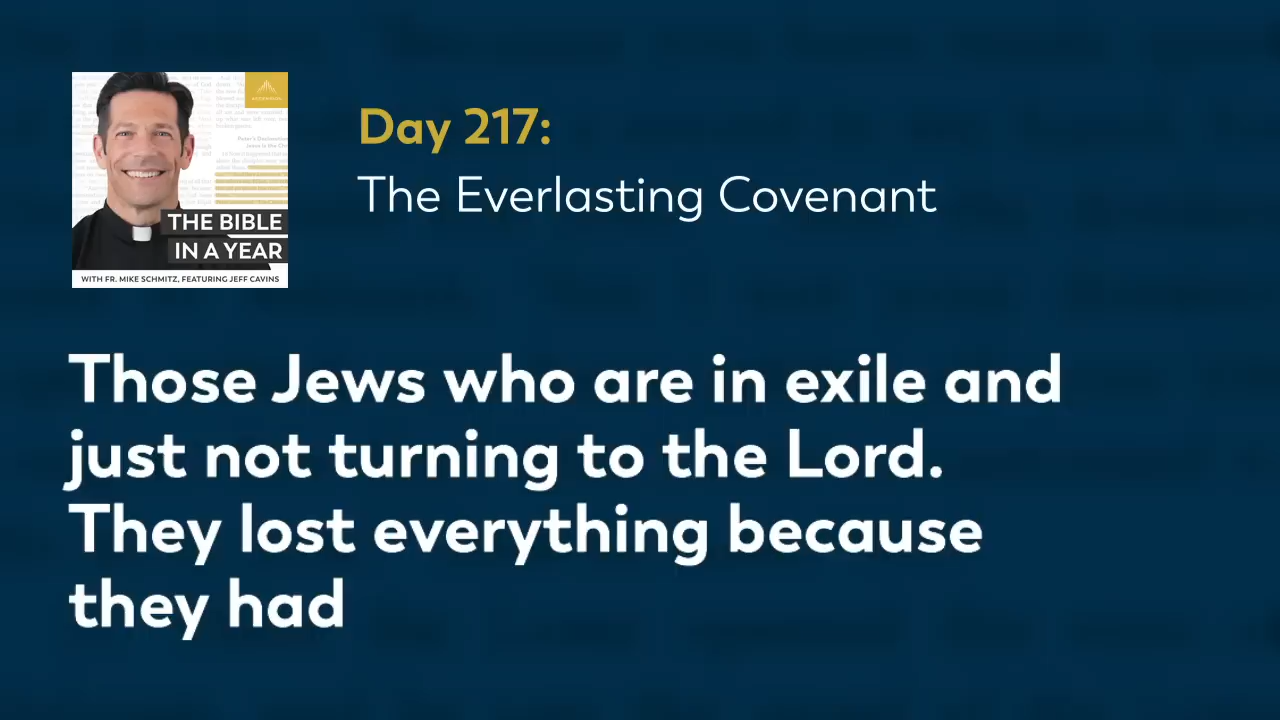 Day 217:
The Everlasting Covenant
THE BIBLE
IN A YEAR
WITH FR. MIKE SCHMITZ, FEATURING JEFF CAVINS
Those Jews who are in exile and
just not turning to the Lord.
They lost everything because
they had